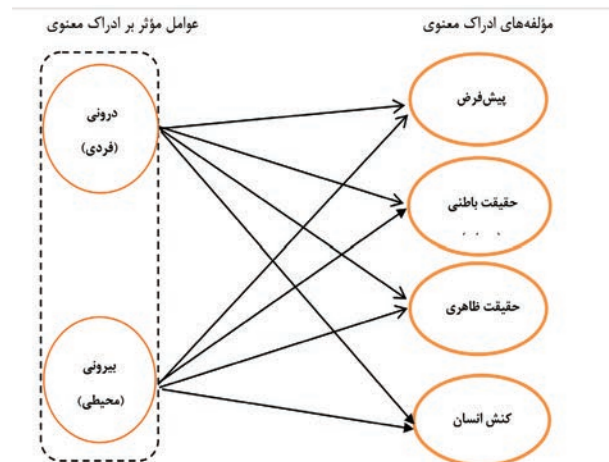 مؤلفه‌های ادراک معنوی
عوامل مؤثر بر ادراک معنوی
پیش‌فرض
حقیقت باطنی
حقیقت ظاهری
کنش انسان
درونی
(فردی)
بیرونی
(محیطی)